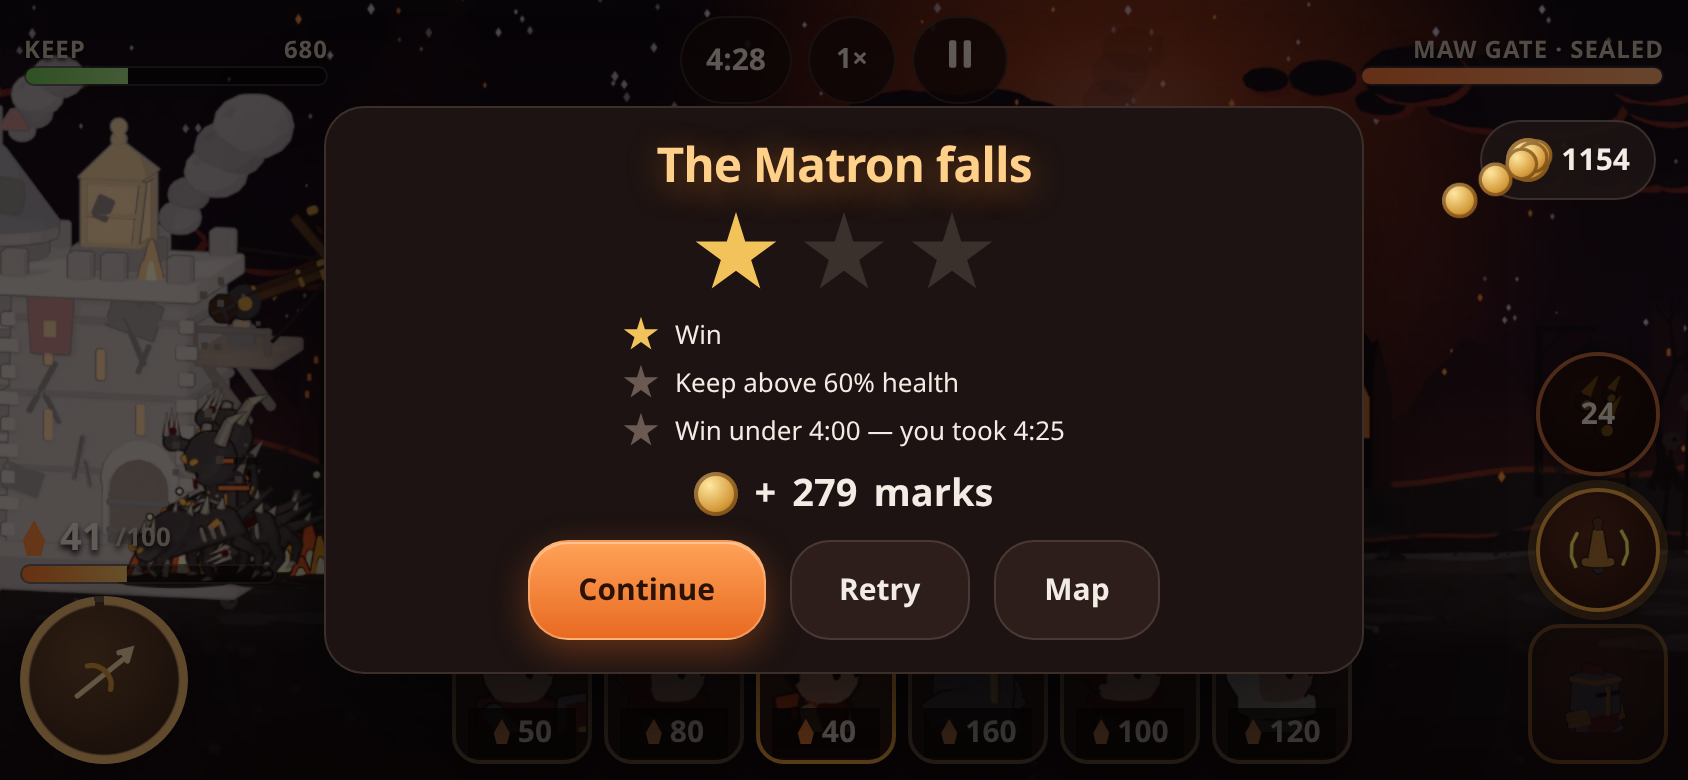 KEEP 680
4:28 1×
MAW GATE · SEALED
1154
The Matron falls
Win
Keep above 60% health
Win under 4:00 — you took 4:25
+ 279 marks
Continue Retry Map
24
41 /100
50 80 40 160 100 120